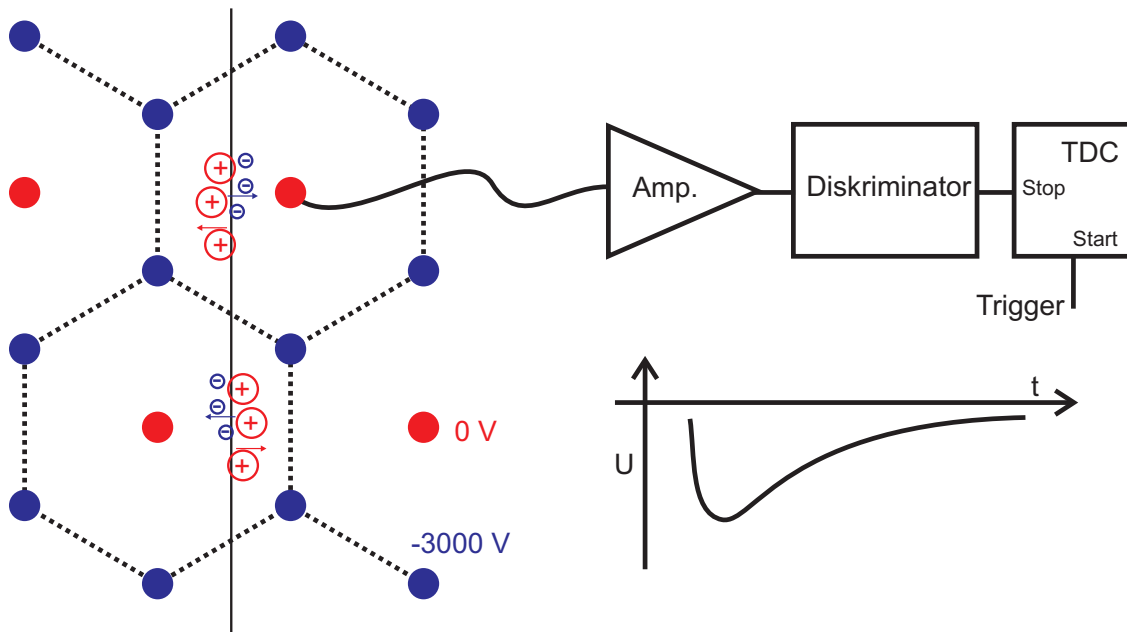 TDC
Amp.
Diskriminator
Stop
Start
Trigger
t
U
0 V
-3000 V